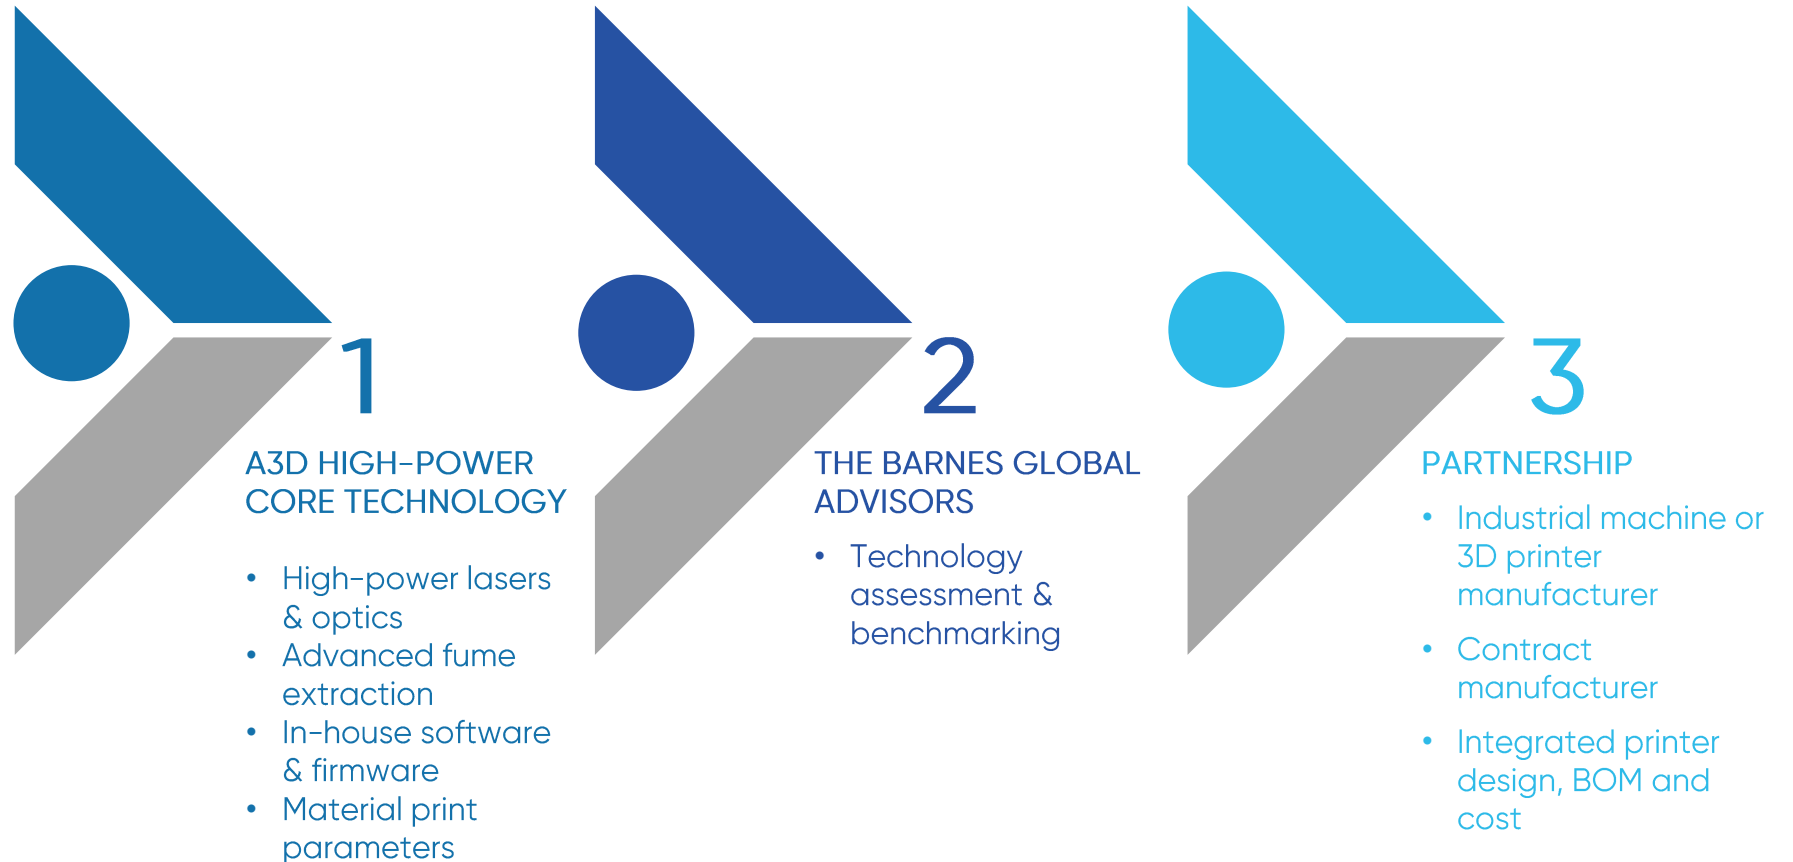 1
A3D HIGH-POWER
CORE TECHNOLOGY
• High-power lasers
& optics
• Advanced fume
extraction
• In-house software
& firmware
• Material print
parameters
2
THE BARNES GLOBAL
ADVISORS
• Technology
assessment &
benchmarking
3
PARTNERSHIP
• Industrial machine or
3D printer
manufacturer
• Contract
manufacturer
• Integrated printer
design, BOM and
cost